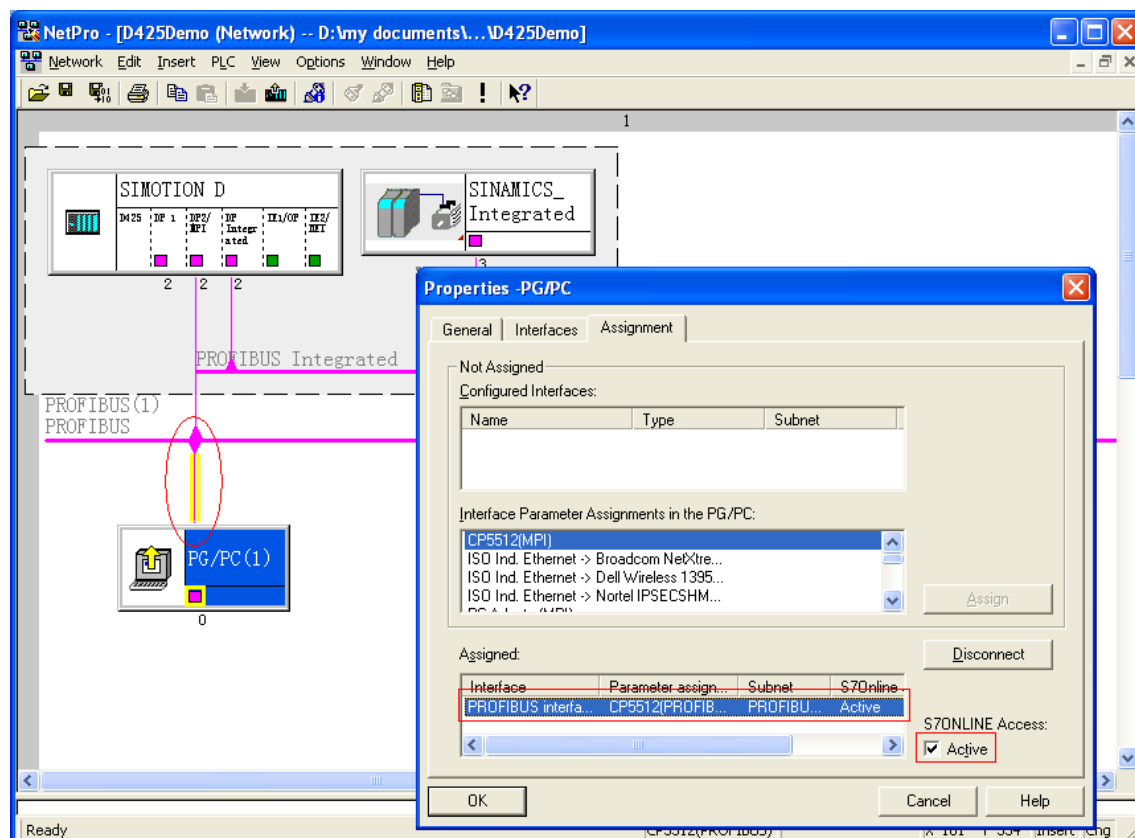 NetPro - [D425Demo (Network) -- D:\my documents\...\D425Demo]
Network Edit Insert PLC View Options Window Help
1
SIMOTION D
D425 DP 1 DP2/MPI DP Integrated IE1/OP IE2/NET
2 2 2
SINAMICS_
Integrated
3
PROFIBUS Integrated
PROFIBUS(1)
PROFIBUS
PG/PC(1)
0
Properties -PG/PC
General Interfaces Assignment
Not Assigned
Configured Interfaces:
Name Type Subnet
Interface Parameter Assignments in the PG/PC:
CP5512(MPI)
ISO Ind. Ethernet -> Broadcom NetXtre...
ISO Ind. Ethernet -> Dell Wireless 1395...
ISO Ind. Ethernet -> Nortel IPSECSHM...
Assign
Assigned:
Disconnect
Interface Parameter assign... Subnet S7Online
PROFIBUS interfa... CP5512(PROFIB... PROFIBU... Active
S7ONLINE Access:
Active
OK Cancel Help
Ready CP5512(PROFIBUS) X 161 Y 554 Insert Chg